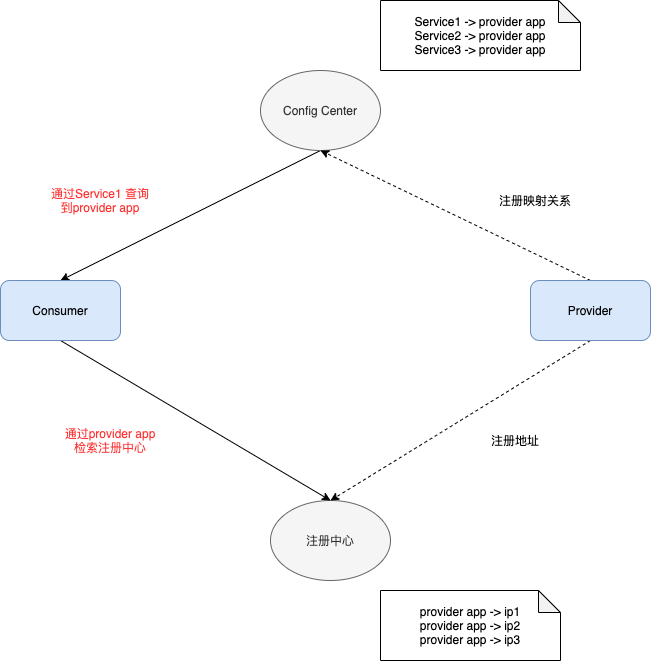 Service1 -> provider app
Service2 -> provider app
Service3 -> provider app
Config Center
通过Service1 查询
到provider app
注册映射关系
Consumer
Provider
通过provider app
检索注册中心
注册地址
注册中心
provider app -> ip1
provider app -> ip2
provider app -> ip3